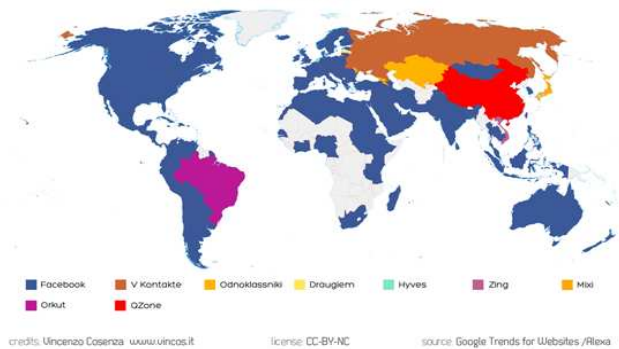 Facebook V Kontakte Odnoklassniki Draugiem Hyves Zing Mixi
Orkut QZone
credits: Vincenzo Cosenza www.vincos.it license: CC-BY-NC source: Google Trends for Websites /Alexa